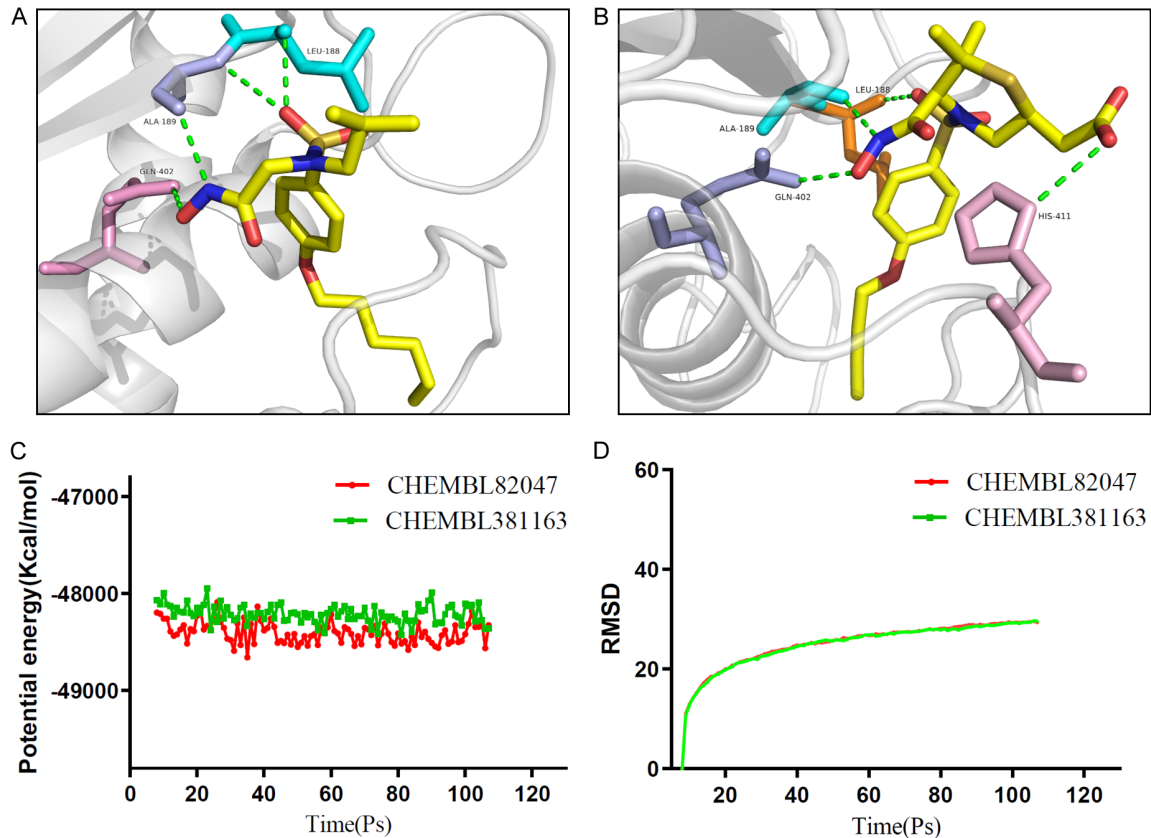 A
LEU-188
ALA-189
GLN-402
B
LEU-188
ALA-189
GLN-402
HIS-411
C
CHEMBL82047
CHEMBL381163
Potential energy(Kcal/mol)
-47000
-48000
-49000
0 20 40 60 80 100 120
Time(Ps)
D
CHEMBL82047
CHEMBL381163
RMSD
60
40
20
0
20 40 60 80 100 120
Time(Ps)